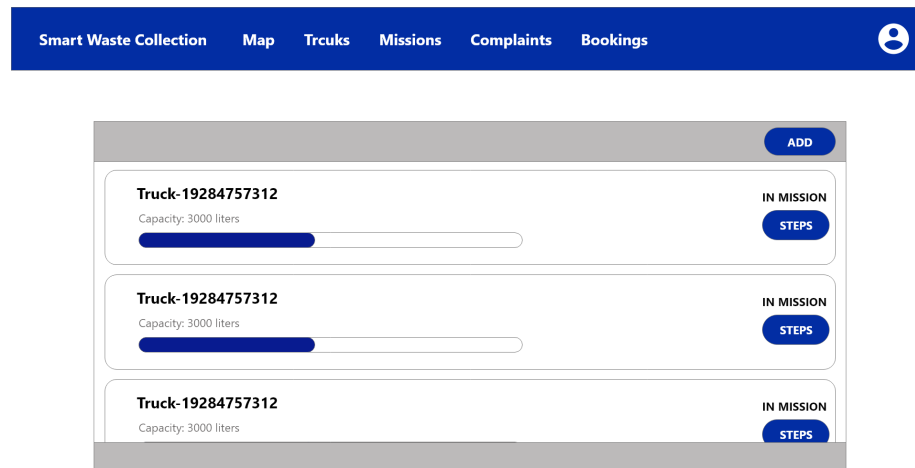 Smart Waste Collection Map Trcuks Missions Complaints Bookings
ADD
Truck-19284757312
IN MISSION
Capacity: 3000 liters
STEPS
Truck-19284757312
IN MISSION
Capacity: 3000 liters
STEPS
Truck-19284757312
IN MISSION
Capacity: 3000 liters
STEPS